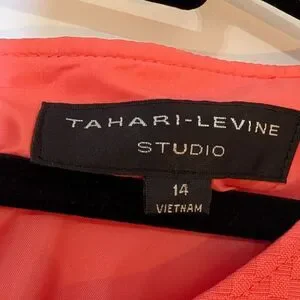 TAHARI-LEVINE
STUDIO
14
VIETNAM